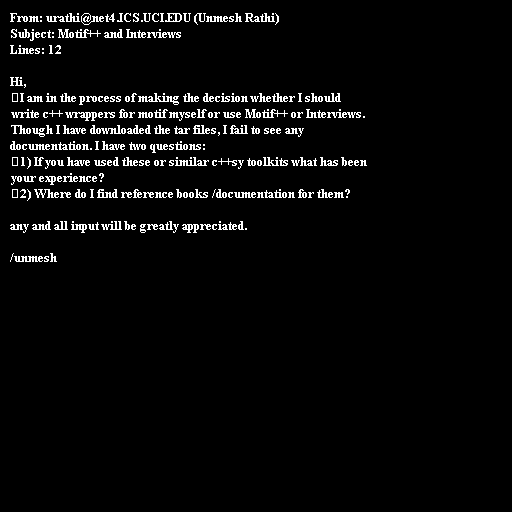 From: urathi@net4.ICS.UCI.EDU (Unmesh Rathi)
Subject: Motif++ and Interviews
Lines: 12

Hi,
I am in the process of making the decision whether I should
write c++ wrappers for motif myself or use Motif++ or Interviews.
Though I have downloaded the tar files, I fail to see any
documentation. I have two questions:
1) If you have used these or similar c++sy toolkits what has been
your experience?
2) Where do I find reference books /documentation for them?

any and all input will be greatly appreciated.

/unmesh